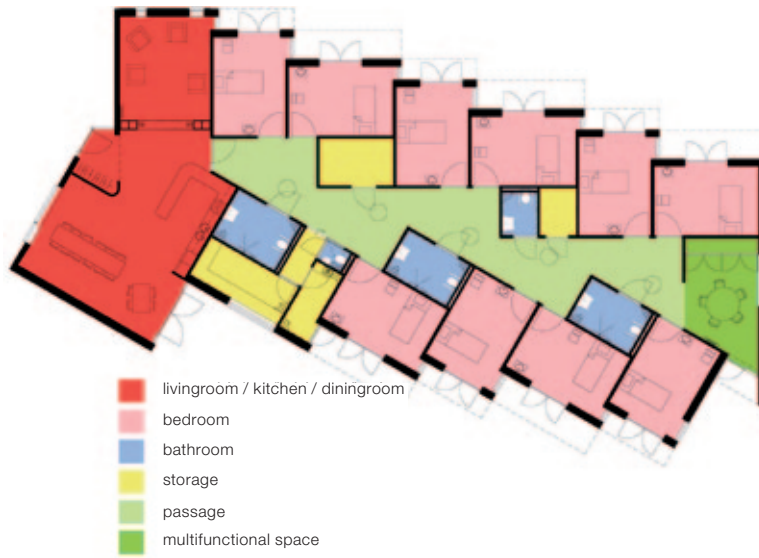 livingroom / kitchen / diningroom
bedroom
bathroom
storage
passage
multifunctional space